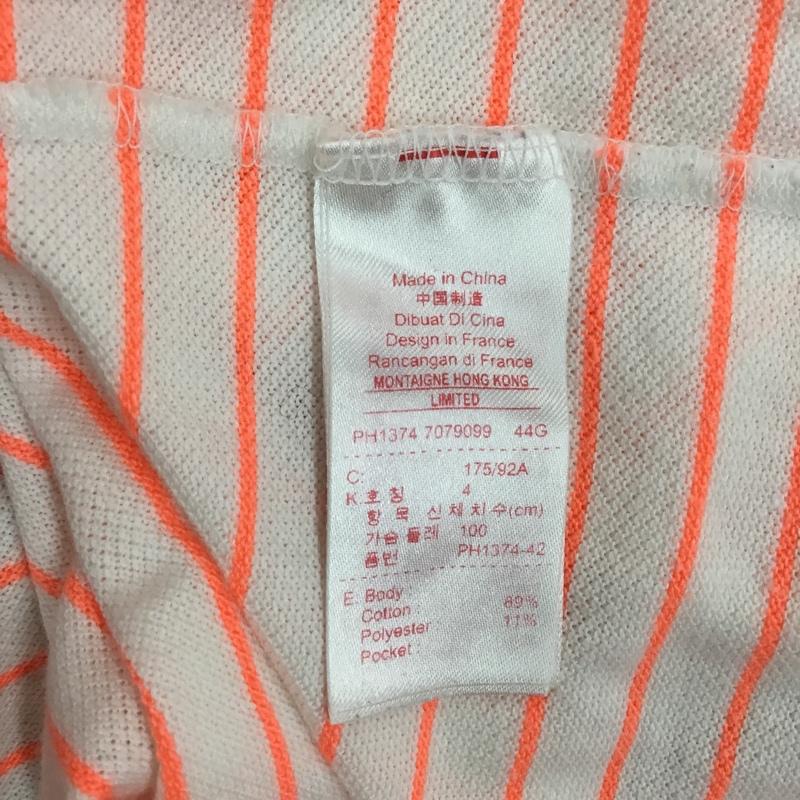 Made in China
中国制造
Dibuat Di Cina
Design in France
Rancangan di France
MONTAIGNE HONG KONG
LIMITED
PH1374 7079099 44G
C: 175/92A
K. 호 칭 4
항 목 신 체 치 수(cm)
가슴 둘레 100
품번 PH1374-42
E. Body :
Cotton : 89%
Polyester : 11%
Pocket :